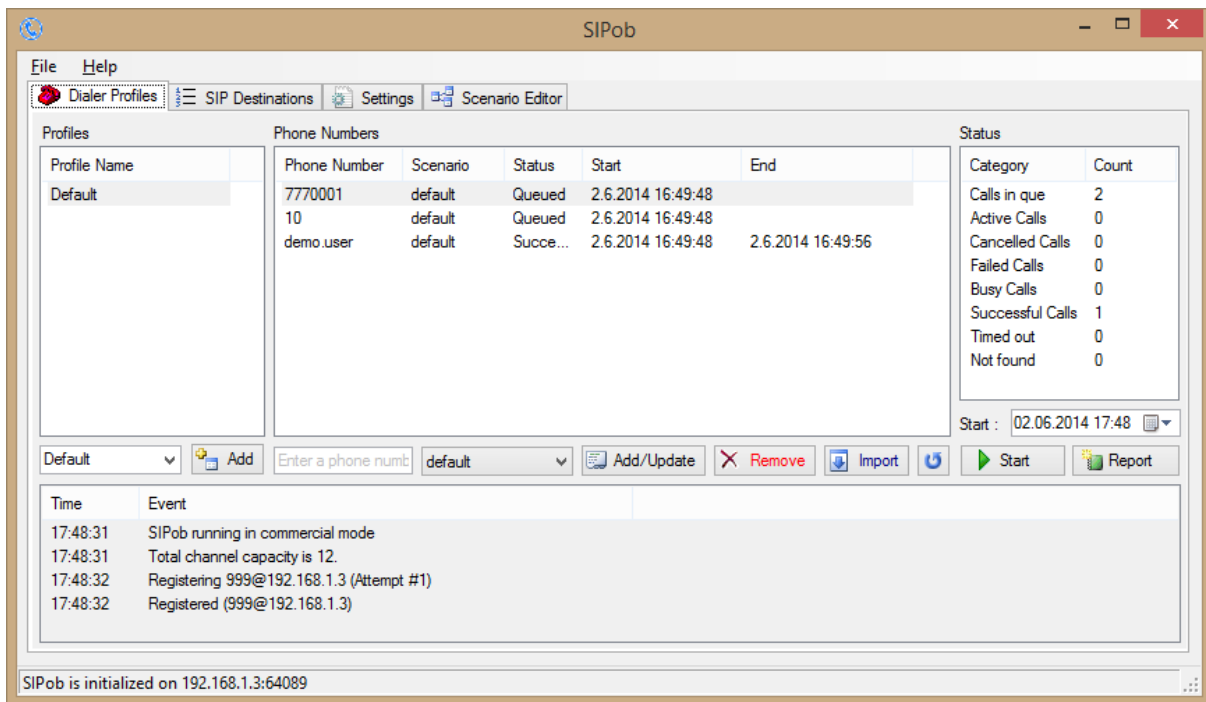 SIPob
File Help
Dialer Profiles SIP Destinations Settings Scenario Editor
Profiles Phone Numbers Status
Profile Name Phone Number Scenario Status Start End Category Count
Default 7770001 default Queued 2.6.2014 16:49:48 Calls in que 2
10 default Queued 2.6.2014 16:49:48 Active Calls 0
demo.user default Succe... 2.6.2014 16:49:48 2.6.2014 16:49:56 Cancelled Calls 0
Failed Calls 0
Busy Calls 0
Successful Calls 1
Timed out 0
Not found 0
Start : 02.06.2014 17:48
Default Add Enter a phone numb default Add/Update Remove Import Start Report
Time Event
17:48:31 SIPob running in commercial mode
17:48:31 Total channel capacity is 12.
17:48:32 Registering 999@192.168.1.3 (Attempt #1)
17:48:32 Registered (999@192.168.1.3)
SIPob is initialized on 192.168.1.3:64089